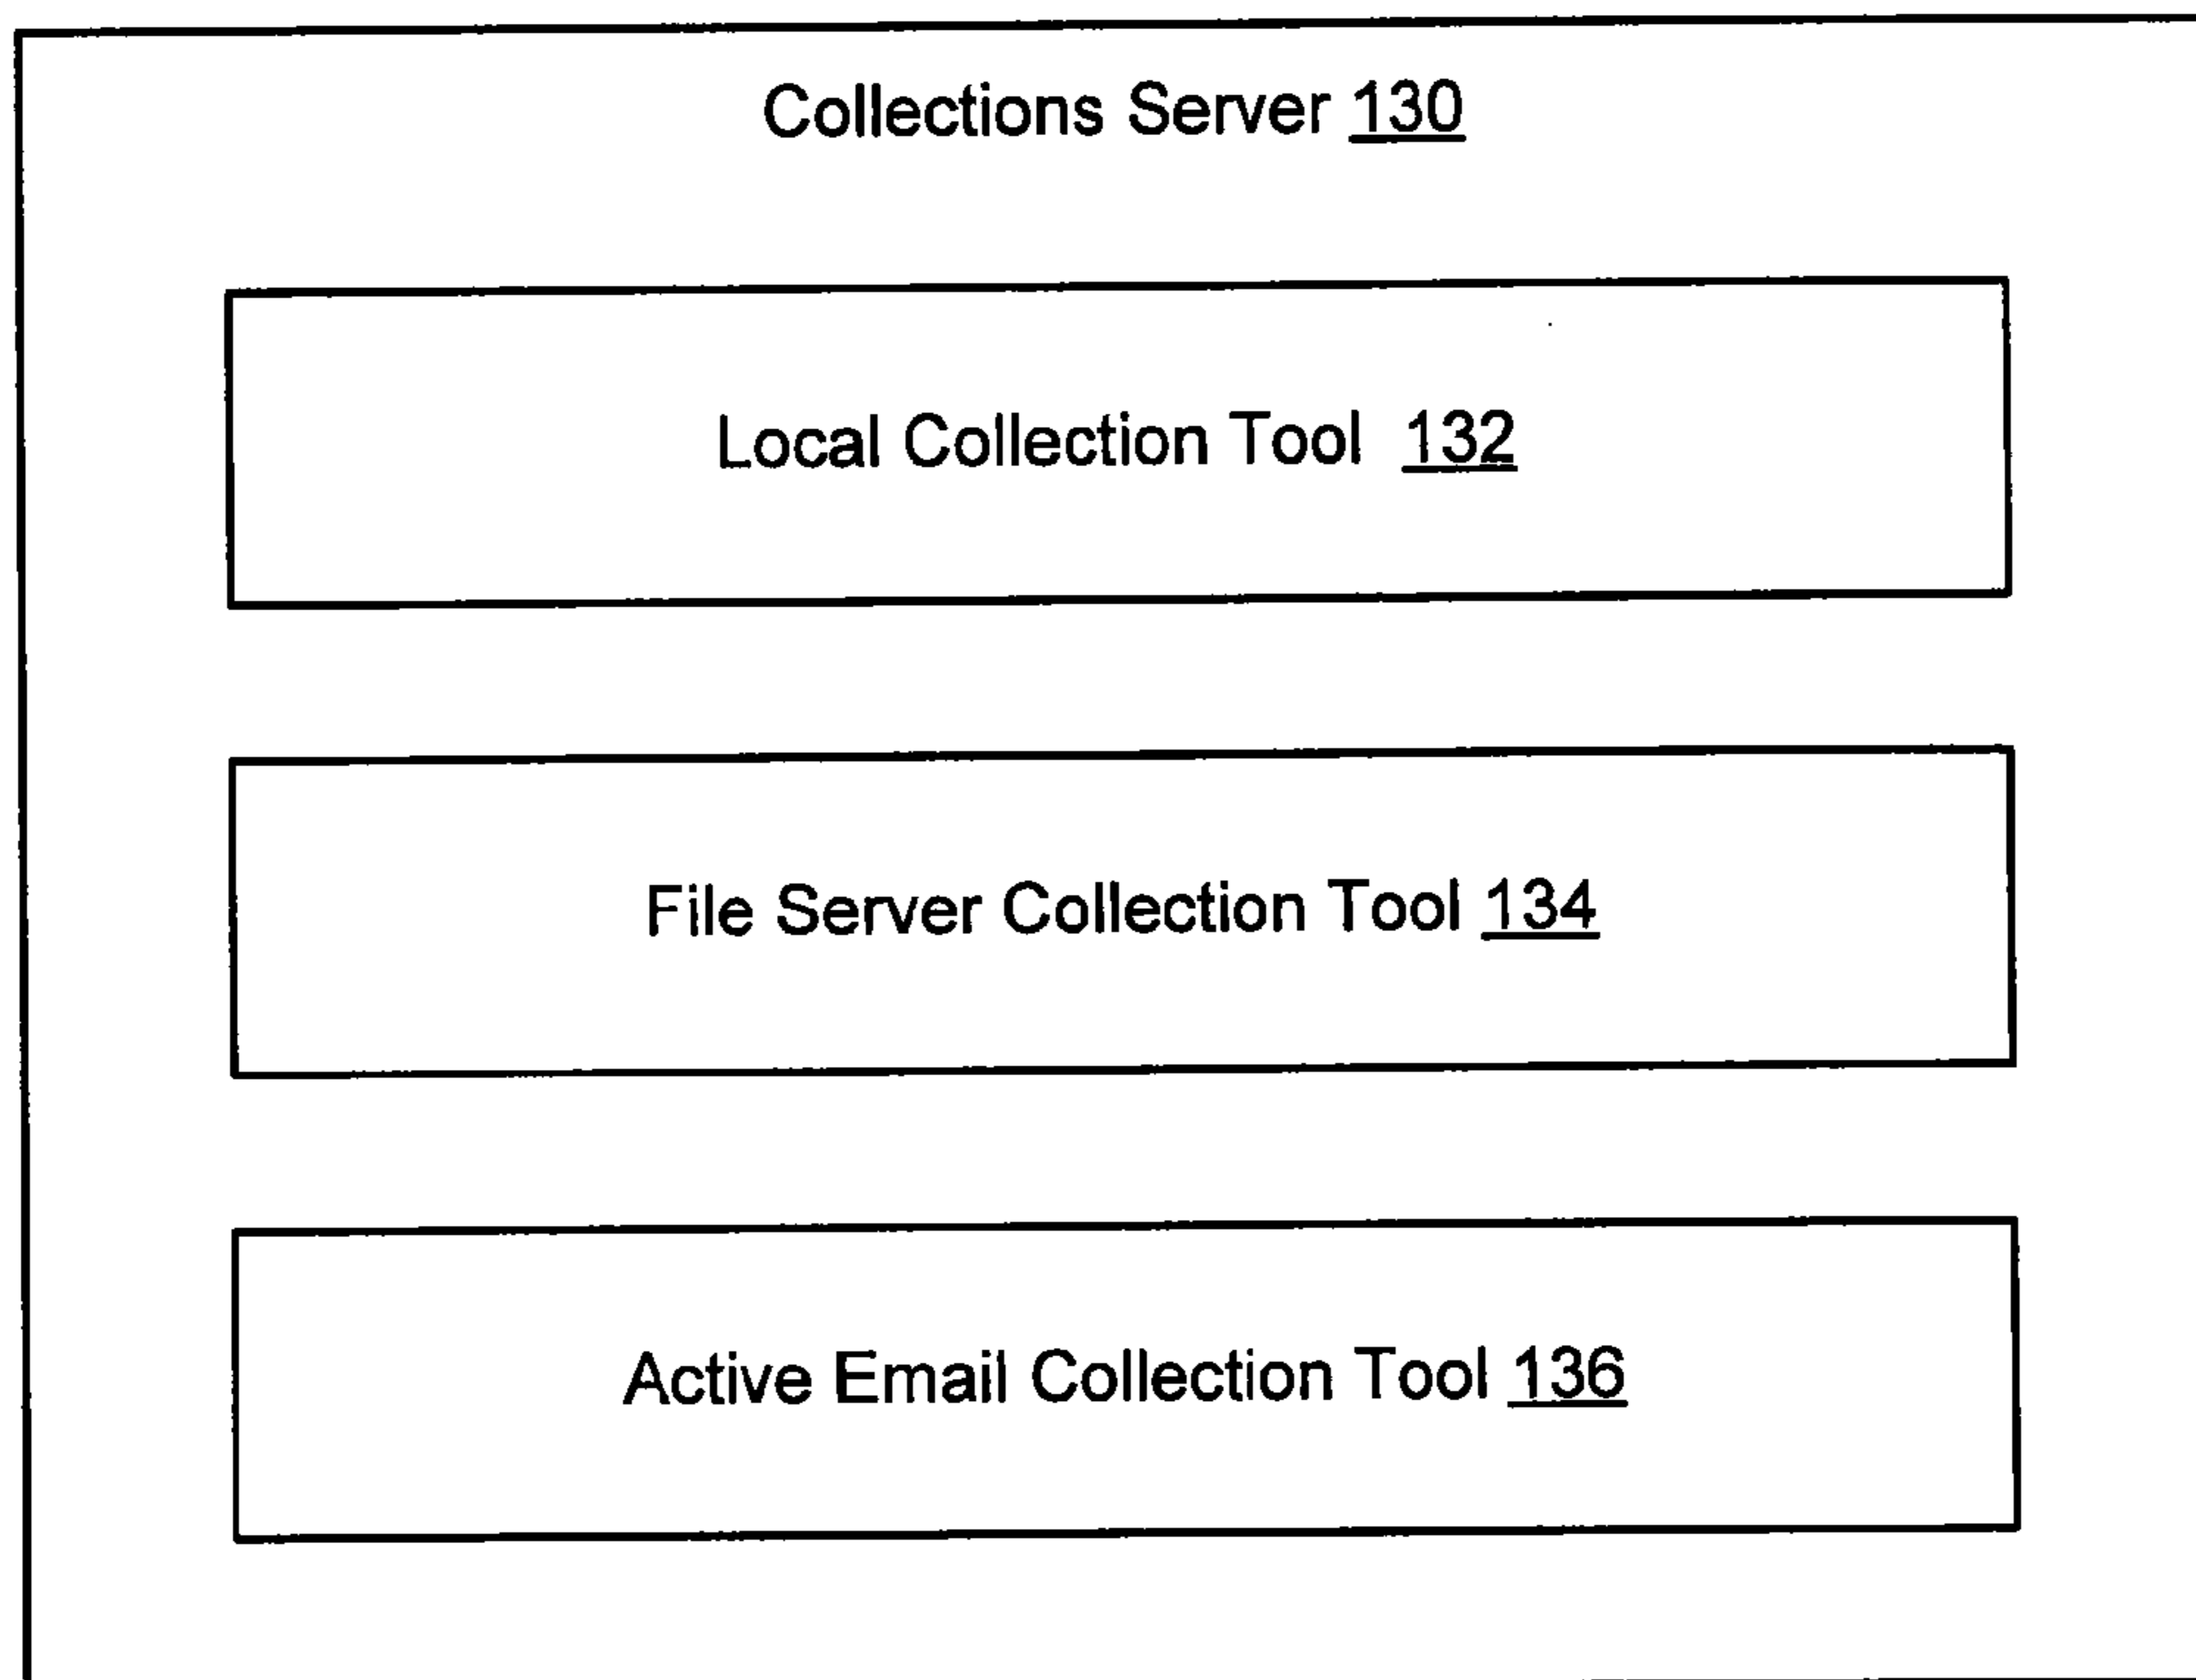 Collections Server 130
Local Collection Tool 132
File Server Collection Tool 134
Active Email Collection Tool 136